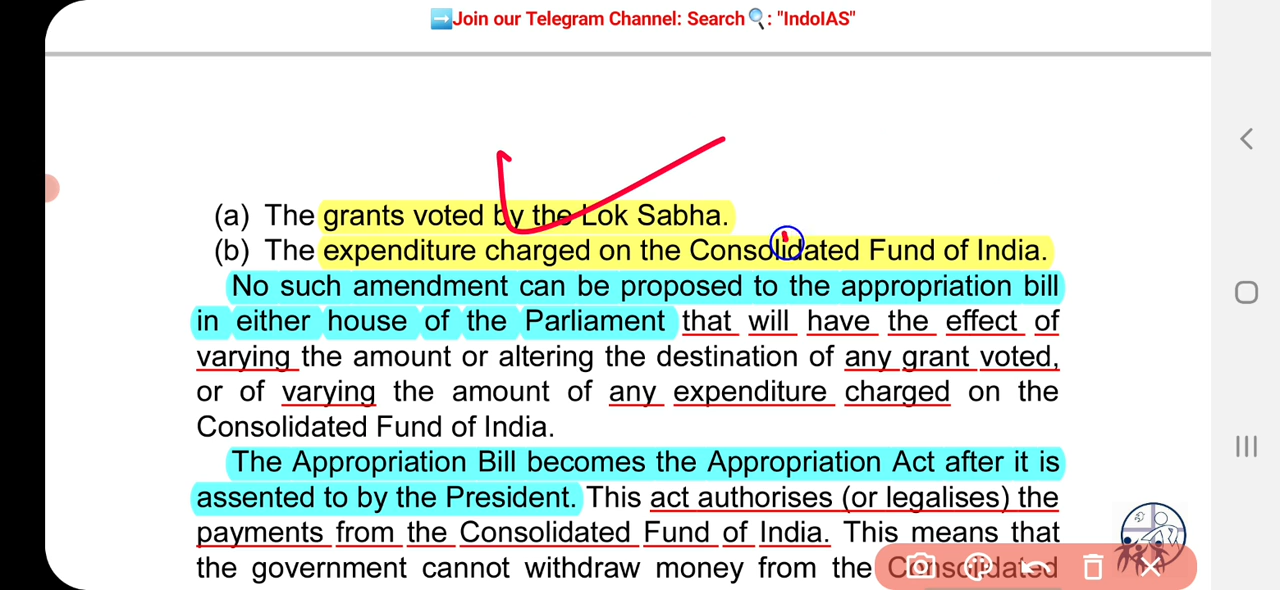 ➡️Join our Telegram Channel: Search🔍: "IndoIAS"
(a) The grants voted by the Lok Sabha.
(b) The expenditure charged on the Consolidated Fund of India.
No such amendment can be proposed to the appropriation bill
in either house of the Parliament that will have the effect of
varying the amount or altering the destination of any grant voted,
or of varying the amount of any expenditure charged on the
Consolidated Fund of India.
The Appropriation Bill becomes the Appropriation Act after it is
assented to by the President. This act authorises (or legalises) the
payments from the Consolidated Fund of India. This means that
the government cannot withdraw money from the Consolidated